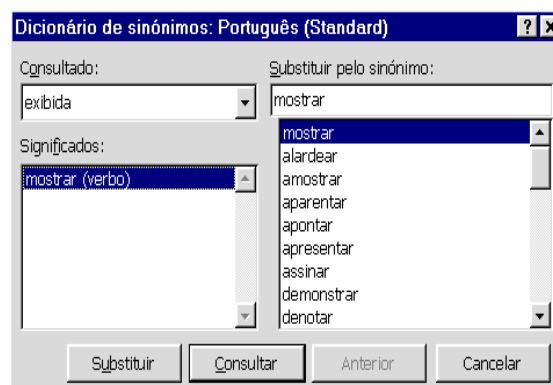 Dicionário de sinónimos: Português (Standard)
Consultado:
exibida
Significados:
mostrar (verbo)
Substituir pelo sinónimo:
mostrar
mostrar
alardear
amostrar
aparentar
apontar
apresentar
assinar
demonstrar
denotar
Substituir
Consultar
Anterior
Cancelar